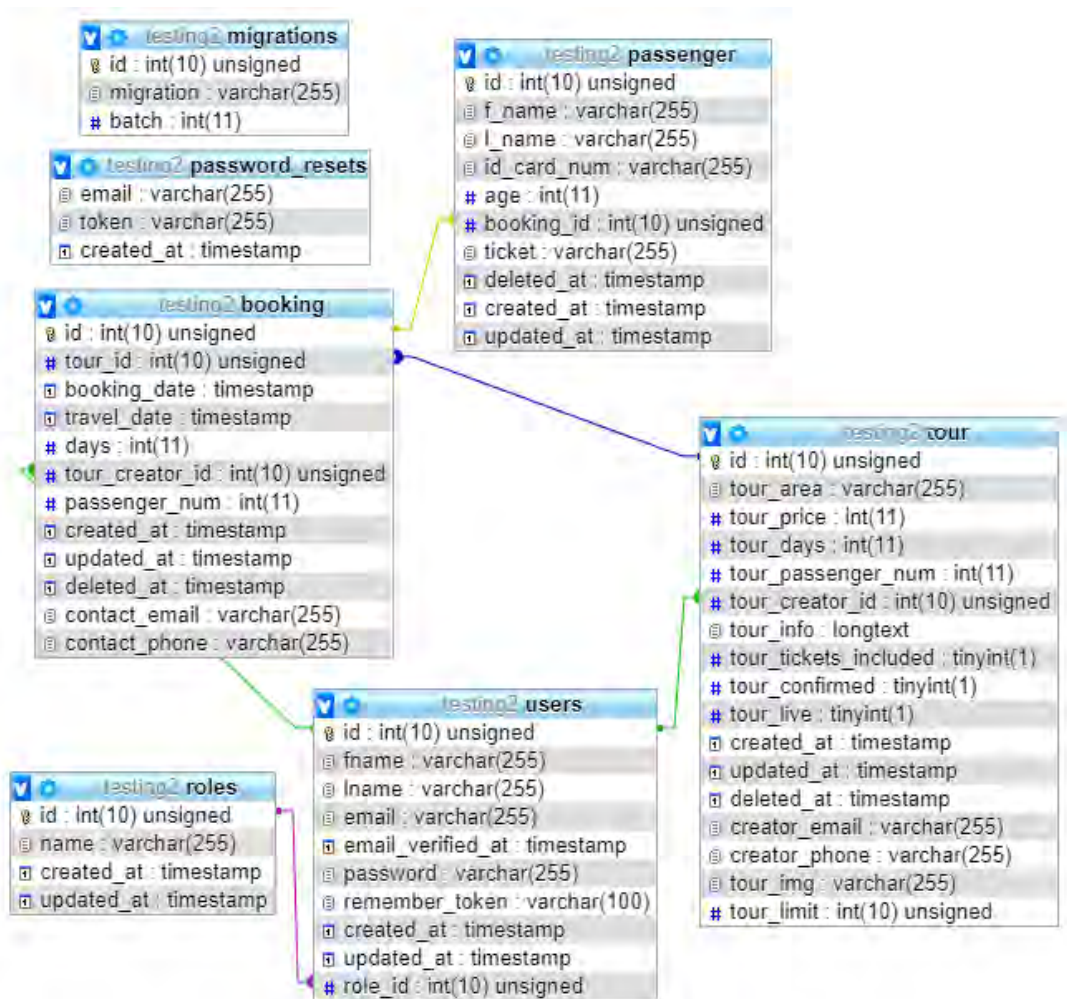 testing2 migrations
id : int(10) unsigned
migration : varchar(255)
# batch : int(11)
testing2 password_resets
email : varchar(255)
token : varchar(255)
created_at : timestamp
testing2 passenger
id : int(10) unsigned
f_name : varchar(255)
l_name : varchar(255)
id_card_num : varchar(255)
# age : int(11)
# booking_id : int(10) unsigned
ticket : varchar(255)
deleted_at : timestamp
created_at : timestamp
updated_at : timestamp
testing2 booking
id : int(10) unsigned
# tour_id : int(10) unsigned
booking_date : timestamp
travel_date : timestamp
# days : int(11)
# tour_creator_id : int(10) unsigned
# passenger_num : int(11)
created_at : timestamp
updated_at : timestamp
deleted_at : timestamp
contact_email : varchar(255)
contact_phone : varchar(255)
testing2 tour
id : int(10) unsigned
tour_area : varchar(255)
# tour_price : int(11)
# tour_days : int(11)
# tour_passenger_num : int(11)
# tour_creator_id : int(10) unsigned
tour_info : longtext
# tour_tickets_included : tinyint(1)
# tour_confirmed : tinyint(1)
# tour_live : tinyint(1)
created_at : timestamp
updated_at : timestamp
deleted_at : timestamp
creator_email : varchar(255)
creator_phone : varchar(255)
tour_img : varchar(255)
# tour_limit : int(10) unsigned
testing2 users
id : int(10) unsigned
fname : varchar(255)
lname : varchar(255)
email : varchar(255)
email_verified_at : timestamp
password : varchar(255)
remember_token : varchar(100)
created_at : timestamp
updated_at : timestamp
# role_id : int(10) unsigned
testing2 roles
id : int(10) unsigned
name : varchar(255)
created_at : timestamp
updated_at : timestamp